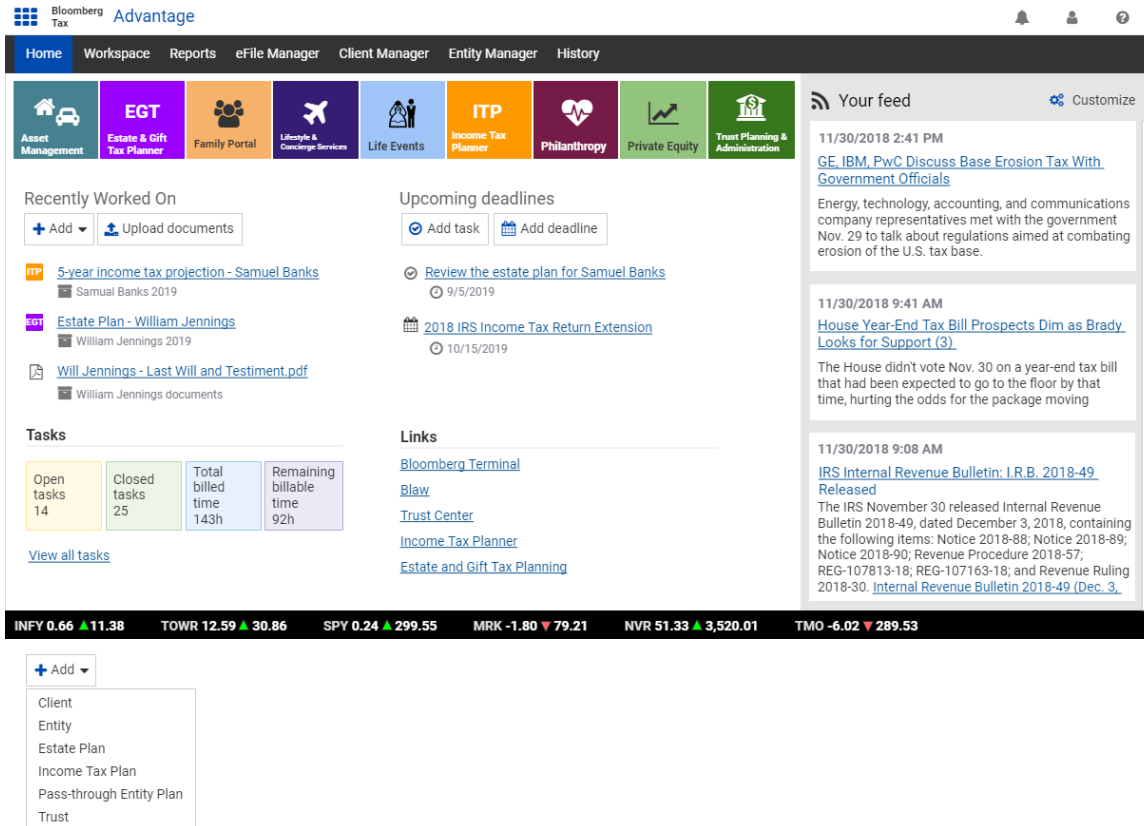 Bloomberg
Tax
Advantage
Home Workspace Reports eFile Manager Client Manager Entity Manager History
Asset
Management
EGT
Estate & Gift
Tax Planner
Family Portal
Lifestyle &
Concierge Services
Life Events
ITP
Income Tax
Planner
Philanthropy
Private Equity
Trust Planning &
Administration
Recently Worked On
Add
Upload documents
ITP
5-year income tax projection - Samuel Banks
Samual Banks 2019
EGT
Estate Plan - William Jennings
William Jennings 2019
Will Jennings - Last Will and Testiment.pdf
William Jennings documents
Upcoming deadlines
Add task
Add deadline
Review the estate plan for Samuel Banks
9/5/2019
2018 IRS Income Tax Return Extension
10/15/2019
Tasks
Open
tasks
14
Closed
tasks
25
Total
billed
time
143h
Remaining
billable
time
92h
View all tasks
Links
Bloomberg Terminal
Blaw
Trust Center
Income Tax Planner
Estate and Gift Tax Planning
Your feed
Customize
11/30/2018 2:41 PM
GE, IBM, PwC Discuss Base Erosion Tax With
Government Officials
Energy, technology, accounting, and communications
company representatives met with the government
Nov. 29 to talk about regulations aimed at combating
erosion of the U.S. tax base.
11/30/2018 9:41 AM
House Year-End Tax Bill Prospects Dim as Brady
Looks for Support (3)
The House didn't vote Nov. 30 on a year-end tax bill
that had been expected to go to the floor by that
time, hurting the odds for the package moving
11/30/2018 9:08 AM
IRS Internal Revenue Bulletin: I.R.B. 2018-49
Released
The IRS November 30 released Internal Revenue
Bulletin 2018-49, dated December 3, 2018, containing
the following items: Notice 2018-88; Notice 2018-89;
Notice 2018-90; Revenue Procedure 2018-57;
REG-107813-18; REG-107163-18; and Revenue Ruling
2018-30. Internal Revenue Bulletin 2018-49 (Dec. 3,
INFY 0.66 ▲11.38 TOWR 12.59 ▲ 30.86 SPY 0.24 ▲ 299.55 MRK -1.80 ▼ 79.21 NVR 51.33 ▲ 3,520.01 TMO -6.02 ▼ 289.53
Add
Client
Entity
Estate Plan
Income Tax Plan
Pass-through Entity Plan
Trust